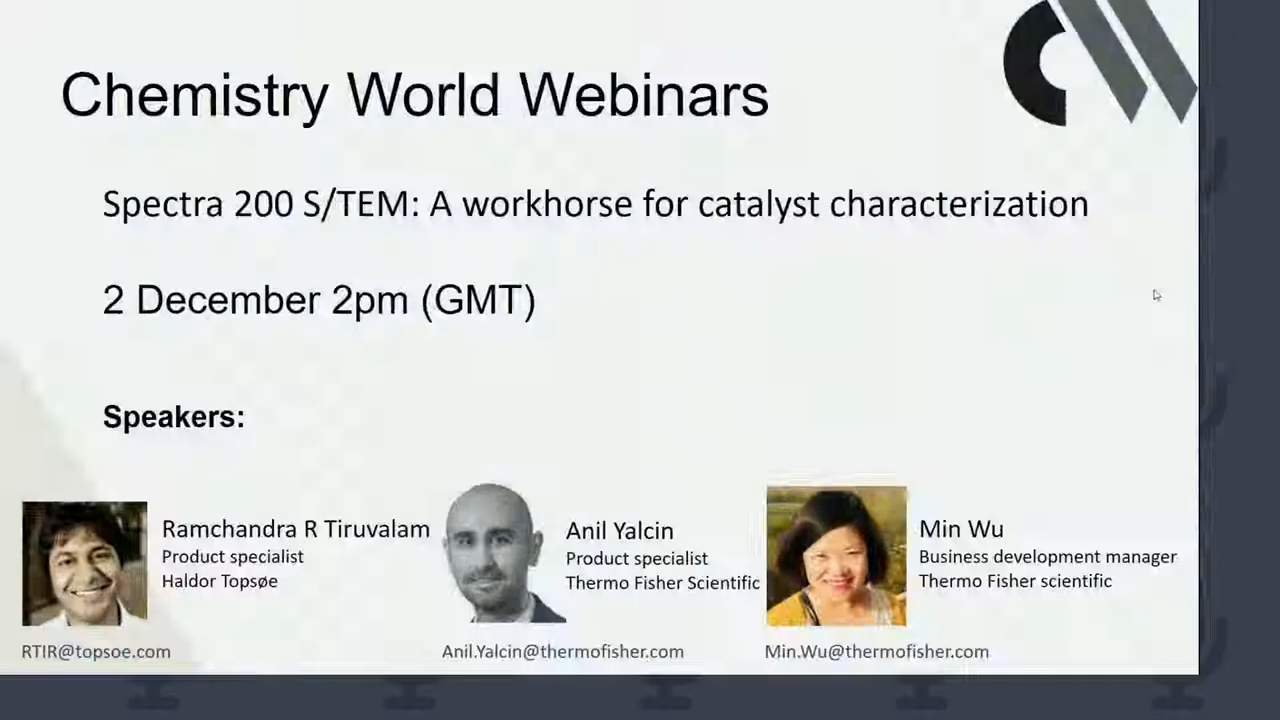 Chemistry World Webinars
Spectra 200 S/TEM: A workhorse for catalyst characterization
2 December 2pm (GMT)
Speakers:
Ramchandra R Tiruvalam
Product specialist
Haldor Topsøe
RTIR@topsoe.com
Anil Yalcin
Product specialist
Thermo Fisher Scientific
Anil.Yalcin@thermofisher.com
Min Wu
Business development manager
Thermo Fisher scientific
Min.Wu@thermofisher.com